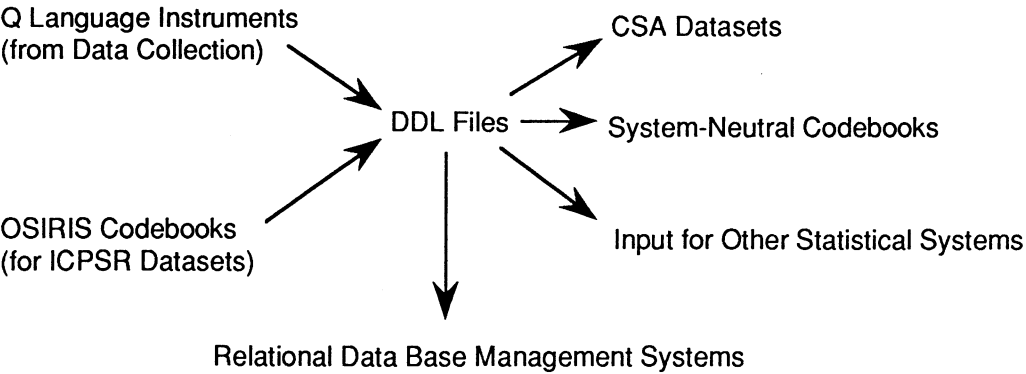 Q Language Instruments
(from Data Collection)
CSA Datasets
DDL Files
System-Neutral Codebooks
OSIRIS Codebooks
(for ICPSR Datasets)
Input for Other Statistical Systems
Relational Data Base Management Systems